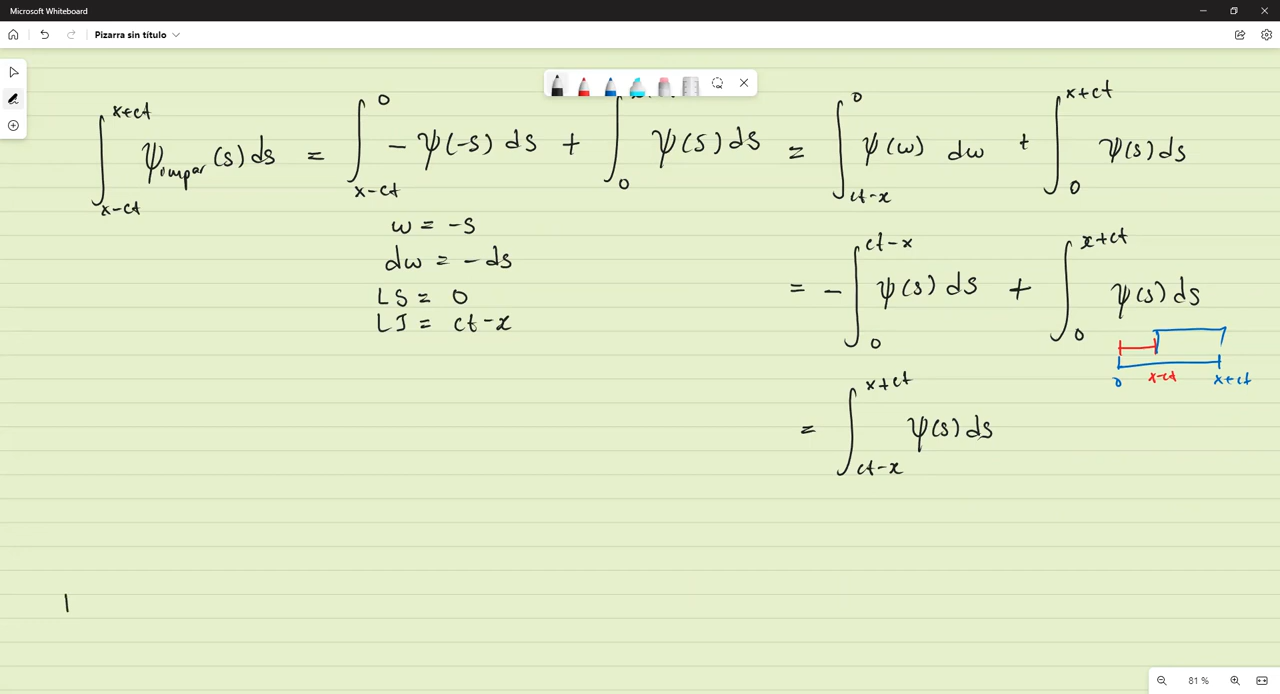 Microsoft Whiteboard
Pizarra sin título
∫_{x-ct}^{x+ct} ψ_{impar}(s) ds = ∫_{x-ct}^{0} -ψ(-s) ds + ∫_{0} ψ(s) ds = ∫_{ct-x}^{0} ψ(w) dw + ∫_{0}^{x+ct} ψ(s) ds
w = -s
dw = -ds
LS = 0
LI = ct-x
= -∫_{0}^{ct-x} ψ(s) ds + ∫_{0}^{x+ct} ψ(s) ds
0 x-ct x+ct
= ∫_{ct-x}^{x+ct} ψ(s) ds
81 %